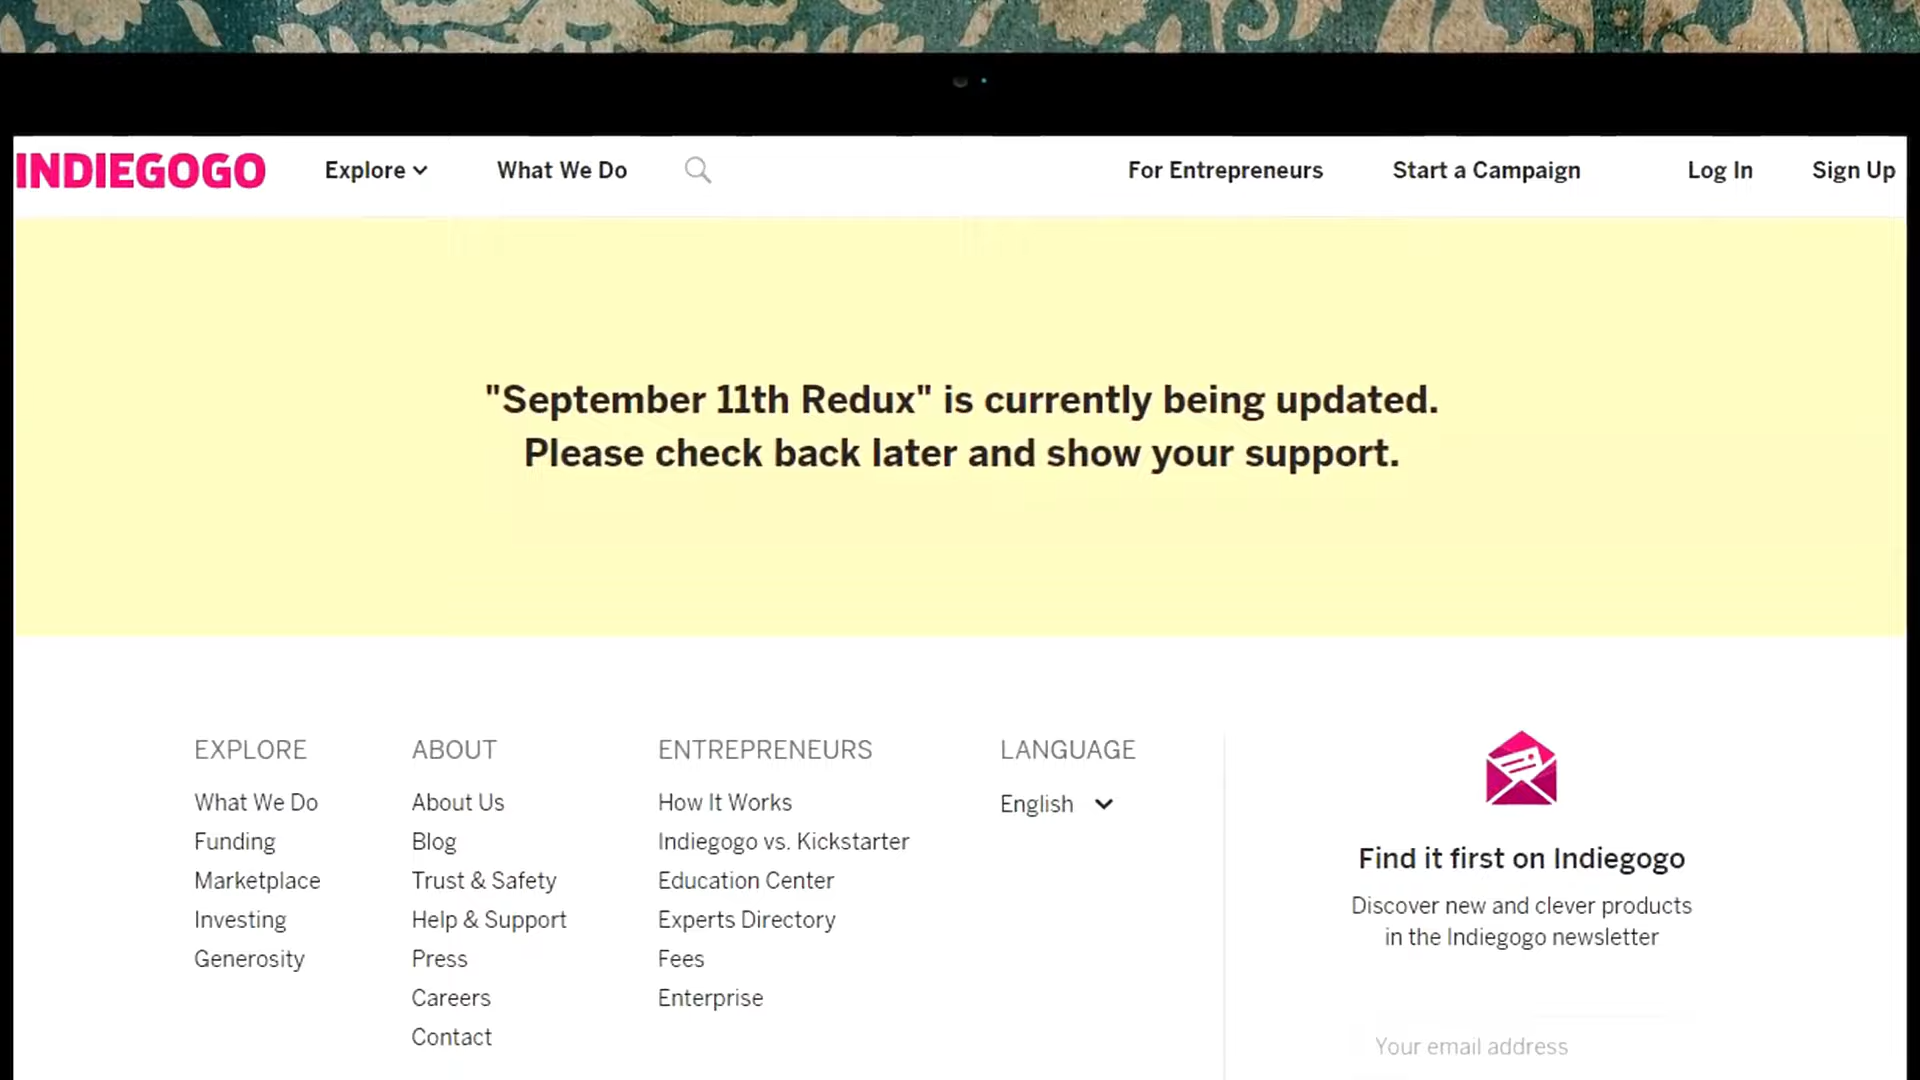 INDIEGOGO Explore What We Do For Entrepreneurs Start a Campaign Log In Sign Up
"September 11th Redux" is currently being updated.
Please check back later and show your support.
EXPLORE
What We Do
Funding
Marketplace
Investing
Generosity
ABOUT
About Us
Blog
Trust & Safety
Help & Support
Press
Careers
Contact
ENTREPRENEURS
How It Works
Indiegogo vs. Kickstarter
Education Center
Experts Directory
Fees
Enterprise
LANGUAGE
English
Find it first on Indiegogo
Discover new and clever products
in the Indiegogo newsletter
Your email address